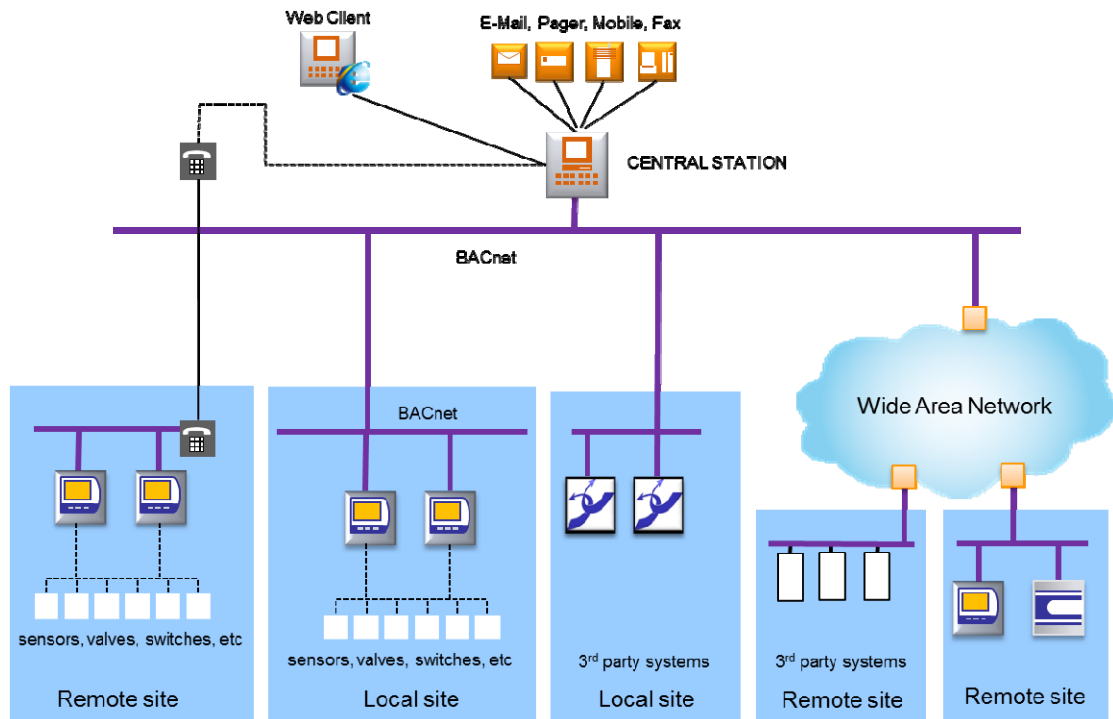 Web Client
E-Mail, Pager, Mobile, Fax
CENTRAL STATION
BACnet
Wide Area Network
BACnet
sensors, valves, switches, etc
Remote site
sensors, valves, switches, etc
Local site
3rd party systems
Local site
3rd party systems
Remote site
Remote site